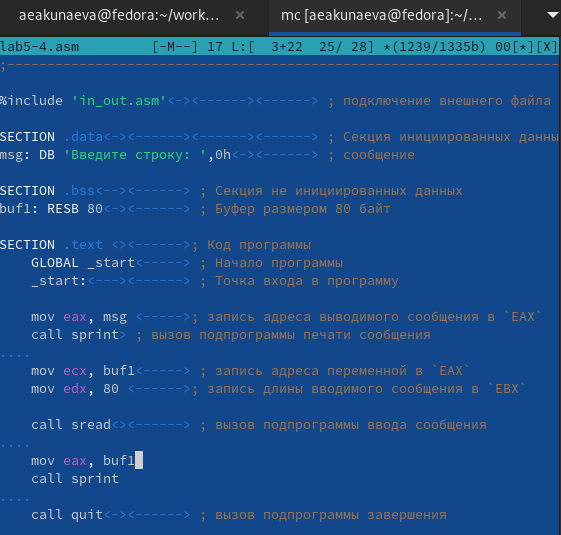 aeakunaeva@fedora:~/work... × mc [aeakunaeva@fedora]:~/... ×
lab5-4.asm [-M--] 17 L:[ 3+22 25/ 28] *(1239/1335b) 00[*][X]
;---------------------------------------------------------------
%include 'in_out.asm'<-><------><------> ; подключение внешнего файла
SECTION .data<-><------><------><------> ; Секция инициированных данны
msg: DB 'Введите строку: ',0h<-><------> ; сообщение
SECTION .bss<--><------> ; Секция не инициированных данных
buf1: RESB 80<-><------> ; Буфер размером 80 байт
SECTION .text <><------>; Код программы
GLOBAL _start<-----> ; Начало программы
_start:<---><------> ; Точка входа в программу
mov eax, msg <----->; запись адреса выводимого сообщения в `EAX`
call sprint> ; вызов подпрограммы печати сообщения
....
mov ecx, buf1<----->; запись адреса переменной в `EAX`
mov edx, 80 <------>; запись длины вводимого сообщения в `EBX`
call sread<><------> ; вызов подпрограммы ввода сообщения
....
mov eax, buf1
call sprint
....
call quit<-><------> ; вызов подпрограммы завершения